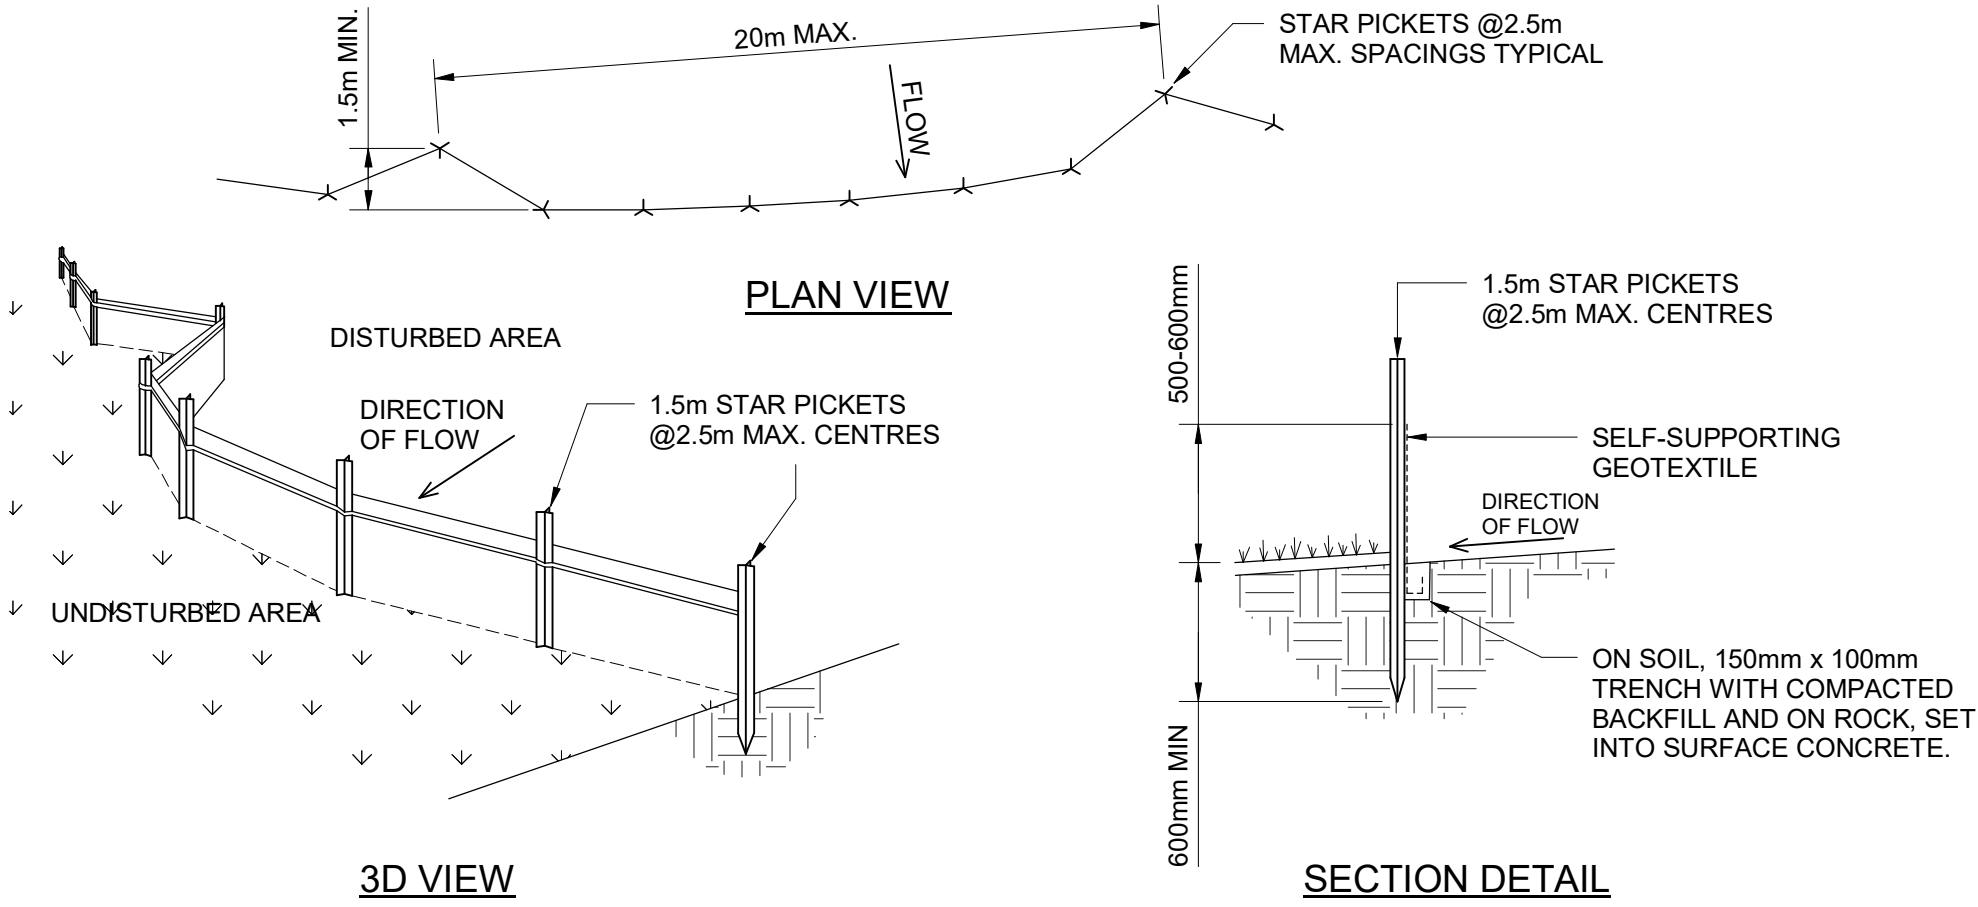 1.5m MIN.
20m MAX.
FLOW
STAR PICKETS @2.5m
MAX. SPACINGS TYPICAL
PLAN VIEW
DISTURBED AREA
DIRECTION
OF FLOW
1.5m STAR PICKETS
@2.5m MAX. CENTRES
UNDISTURBED AREA
3D VIEW
500-600mm
1.5m STAR PICKETS
@2.5m MAX. CENTRES
SELF-SUPPORTING
GEOTEXTILE
DIRECTION
OF FLOW
600mm MIN
ON SOIL, 150mm x 100mm
TRENCH WITH COMPACTED
BACKFILL AND ON ROCK, SET
INTO SURFACE CONCRETE.
SECTION DETAIL